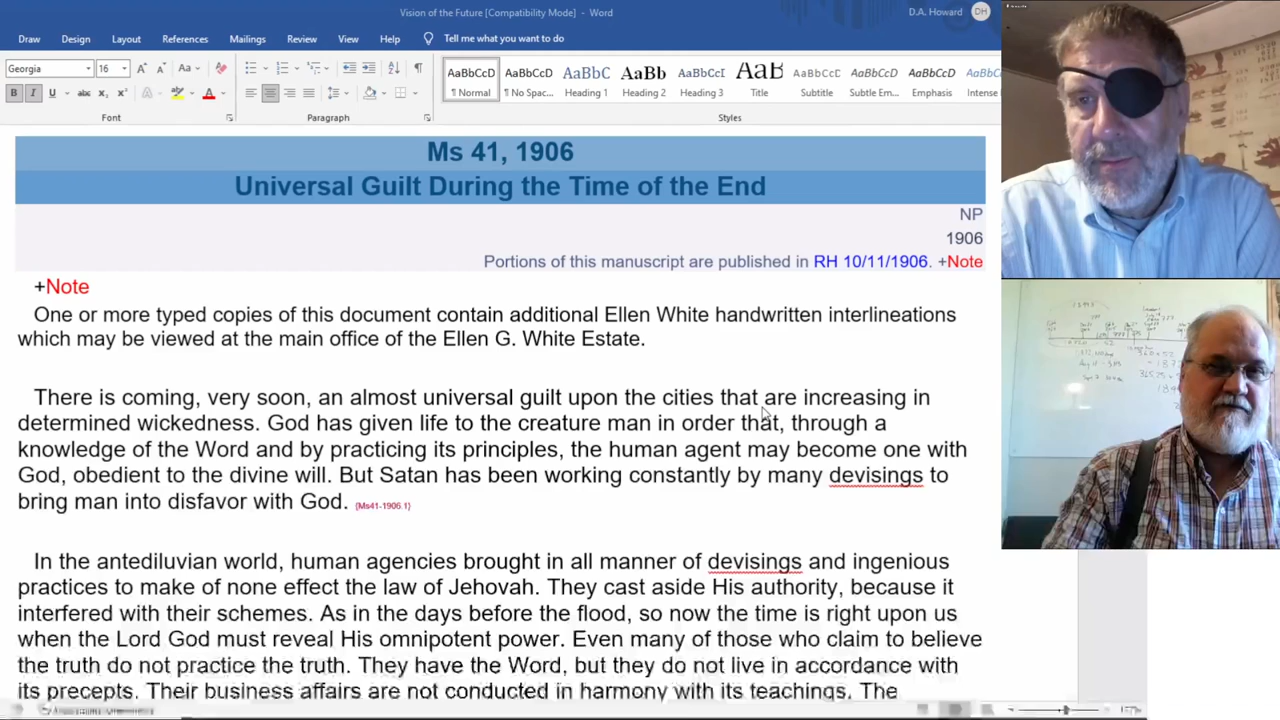 Vision of the Future [Compatibility Mode] - Word
D.A. Howard DH
Draw Design Layout References Mailings Review View Help Tell me what you want to do
Georgia 16 Aa
AaBbCcD AaBbCcD AaBbC AaBb AaBbCcI AaB AaBbCcD AaBbCcD AaBbCcD
¶ Normal ¶ No Spac... Heading 1 Heading 2 Heading 3 Title Subtitle Subtle Em... Emphasis Intense
B I U abc x₂ x² A A
Font Paragraph Styles
Ms 41, 1906
Universal Guilt During the Time of the End
NP
1906
Portions of this manuscript are published in RH 10/11/1906. +Note
+Note
One or more typed copies of this document contain additional Ellen White handwritten interlineations
which may be viewed at the main office of the Ellen G. White Estate.
There is coming, very soon, an almost universal guilt upon the cities that are increasing in
determined wickedness. God has given life to the creature man in order that, through a
knowledge of the Word and by practicing its principles, the human agent may become one with
God, obedient to the divine will. But Satan has been working constantly by many devisings to
bring man into disfavor with God. {Ms41-1906.1}
In the antediluvian world, human agencies brought in all manner of devisings and ingenious
practices to make of none effect the law of Jehovah. They cast aside His authority, because it
interfered with their schemes. As in the days before the flood, so now the time is right upon us
when the Lord God must reveal His omnipotent power. Even many of those who claim to believe
the truth do not practice the truth. They have the Word, but they do not live in accordance with
its precepts. Their business affairs are not conducted in harmony with its teachings. The